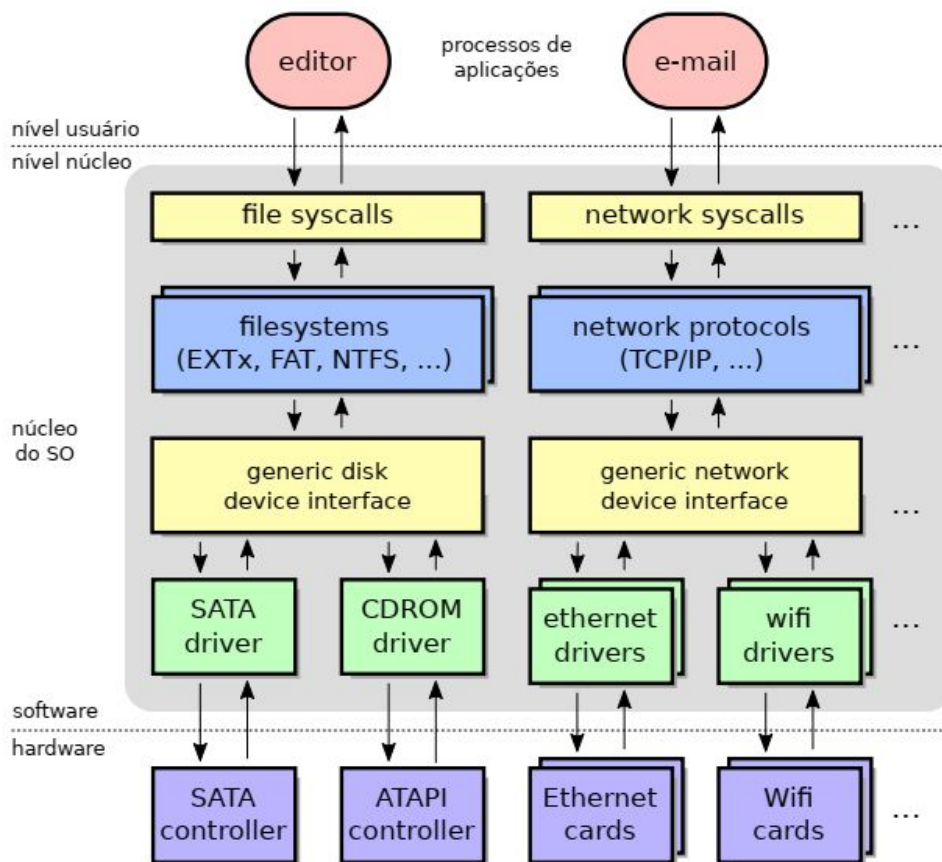 editor
processos de
aplicações
e-mail
nível usuário
nível núcleo
file syscalls
network syscalls
...
filesystems
(EXTx, FAT, NTFS, ...)
network protocols
(TCP/IP, ...)
...
núcleo
do SO
generic disk
device interface
generic network
device interface
...
SATA
driver
CDROM
driver
ethernet
drivers
wifi
drivers
...
software
hardware
SATA
controller
ATAPI
controller
Ethernet
cards
Wifi
cards
...